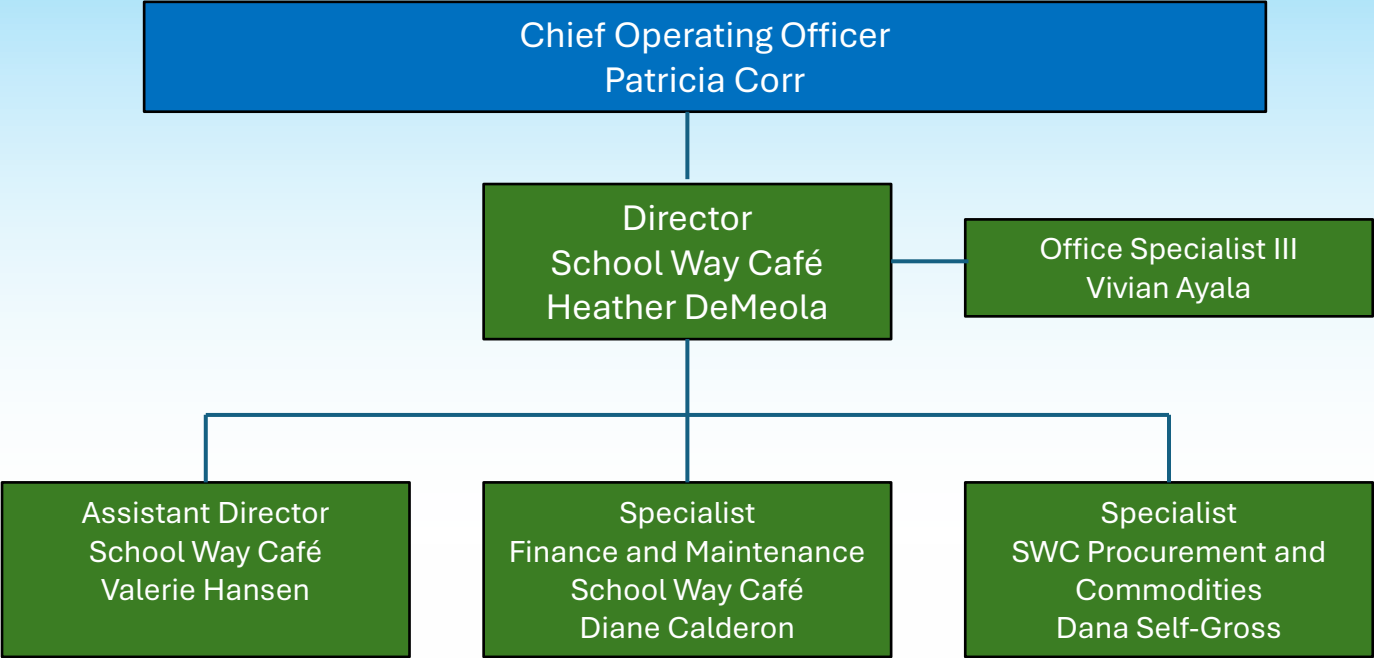 Chief Operating Officer
Patricia Corr
Director
School Way Café
Heather DeMeola
Office Specialist III
Vivian Ayala
Assistant Director
School Way Café
Valerie Hansen
Specialist
Finance and Maintenance
School Way Café
Diane Calderon
Specialist
SWC Procurement and
Commodities
Dana Self-Gross